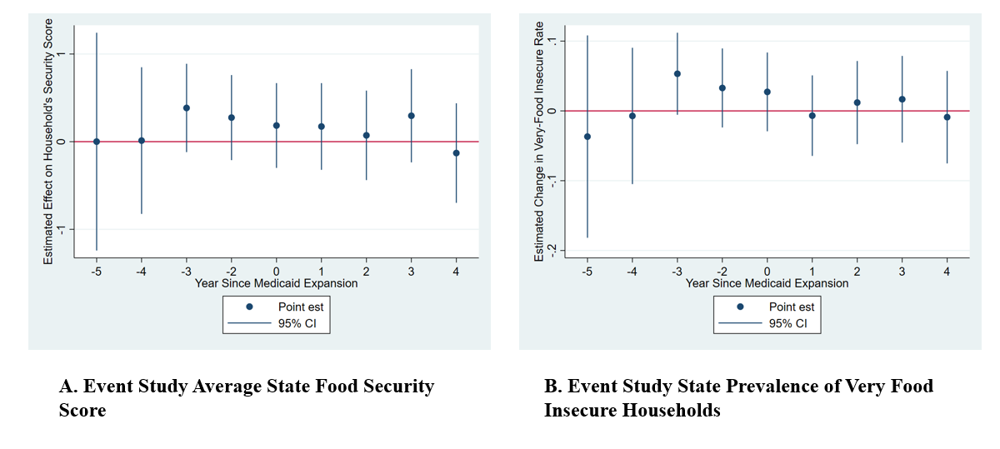 Estimated Effect on Household's Security Score
1
0
-1
-5 -4 -3 -2 0 1 2 3 4
Year Since Medicaid Expansion
Point est
95% CI
A. Event Study Average State Food Security
Score
Estimated Change in Very-Food Insecure Rate
.1
0
-.1
-.2
-5 -4 -3 -2 0 1 2 3 4
Year Since Medicaid Expansion
Point est
95% CI
B. Event Study State Prevalence of Very Food
Insecure Households